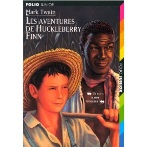 FOLIO JUNIOR
Mark Twain
LES AVENTURES
DE HUCKLEBERRY
FINN